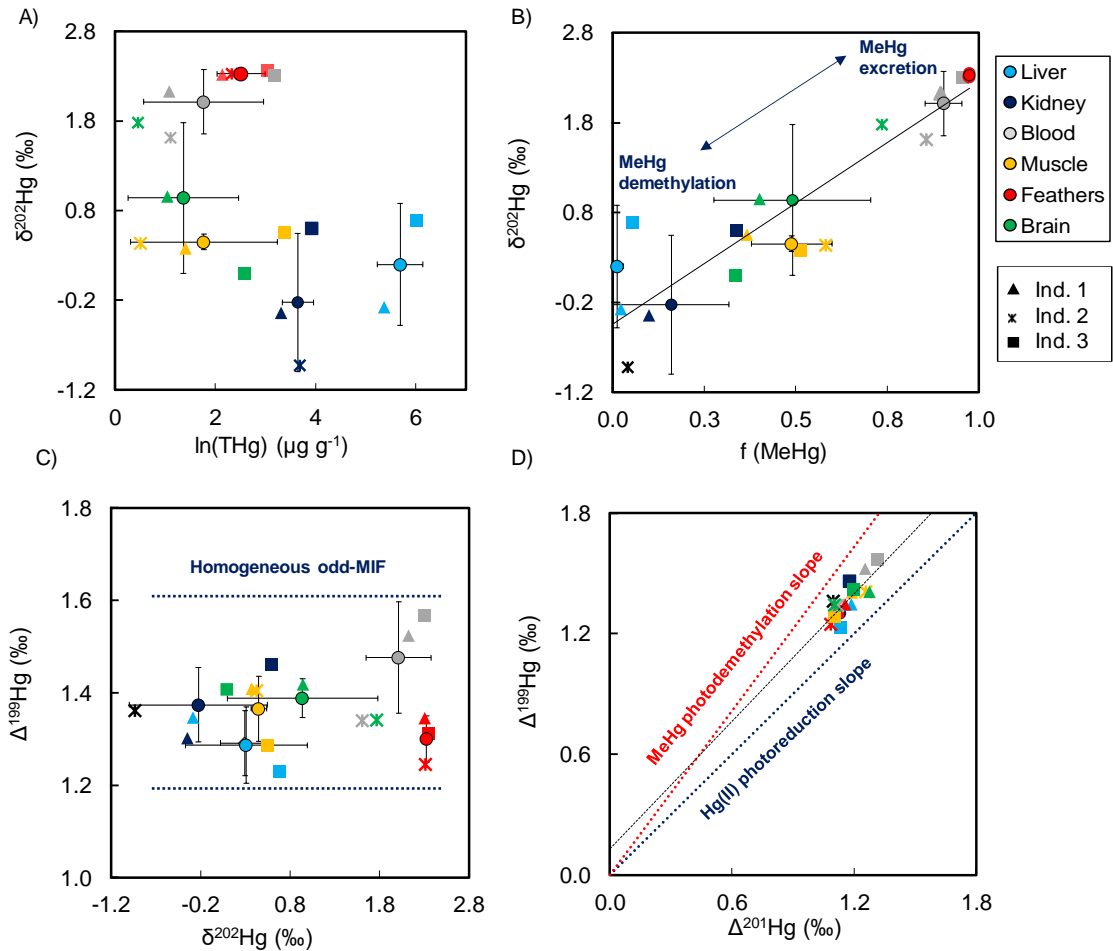 A)
2.8
1.8
0.8
-0.2
-1.2
δ²⁰²Hg (‰)
0
2
4
6
ln(THg) (µg g⁻¹)
B)
2.8
1.8
0.8
-0.2
-1.2
δ²⁰²Hg (‰)
MeHg
excretion
MeHg
demethylation
0.0
0.3
0.5
0.8
1.0
f (MeHg)
Liver
Kidney
Blood
Muscle
Feathers
Brain
Ind. 1
Ind. 2
Ind. 3
C)
1.8
1.6
1.4
1.2
1.0
Δ¹⁹⁹Hg (‰)
Homogeneous odd-MIF
-1.2
-0.2
0.8
1.8
2.8
δ²⁰²Hg (‰)
D)
1.8
1.2
0.6
0.0
Δ¹⁹⁹Hg (‰)
MeHg photodemethylation slope
Hg(II) photoreduction slope
0.0
0.6
1.2
1.8
Δ²⁰¹Hg (‰)